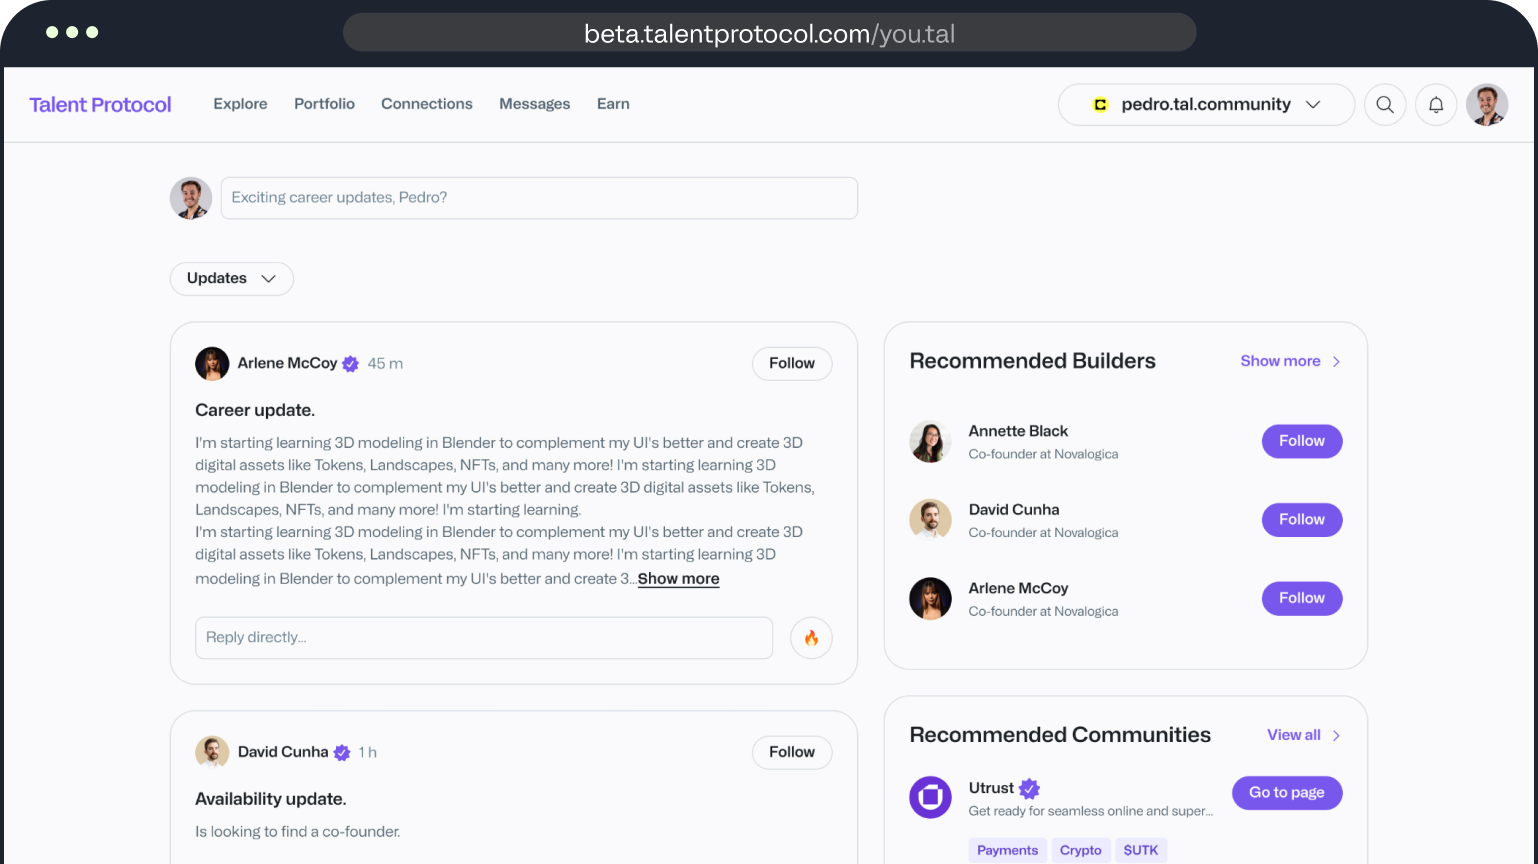 beta.talentprotocol.com/you.tal
Talent Protocol
Explore
Portfolio
Connections
Messages
Earn
pedro.tal.community
Exciting career updates, Pedro?
Updates
Arlene McCoy 45 m
Follow
Career update.
I'm starting learning 3D modeling in Blender to complement my UI's better and create 3D
digital assets like Tokens, Landscapes, NFTs, and many more! I'm starting learning 3D
modeling in Blender to complement my UI's better and create 3D digital assets like Tokens,
Landscapes, NFTs, and many more! I'm starting learning.
I'm starting learning 3D modeling in Blender to complement my UI's better and create 3D
digital assets like Tokens, Landscapes, NFTs, and many more! I'm starting learning 3D
modeling in Blender to complement my UI's better and create 3...Show more
Reply directly...
David Cunha 1 h
Follow
Availability update.
Is looking to find a co-founder.
Recommended Builders
Show more
Annette Black
Co-founder at Novalogica
Follow
David Cunha
Co-founder at Novalogica
Follow
Arlene McCoy
Co-founder at Novalogica
Follow
Recommended Communities
View all
Utrust
Get ready for seamless online and super...
Go to page
Payments
Crypto
$UTK